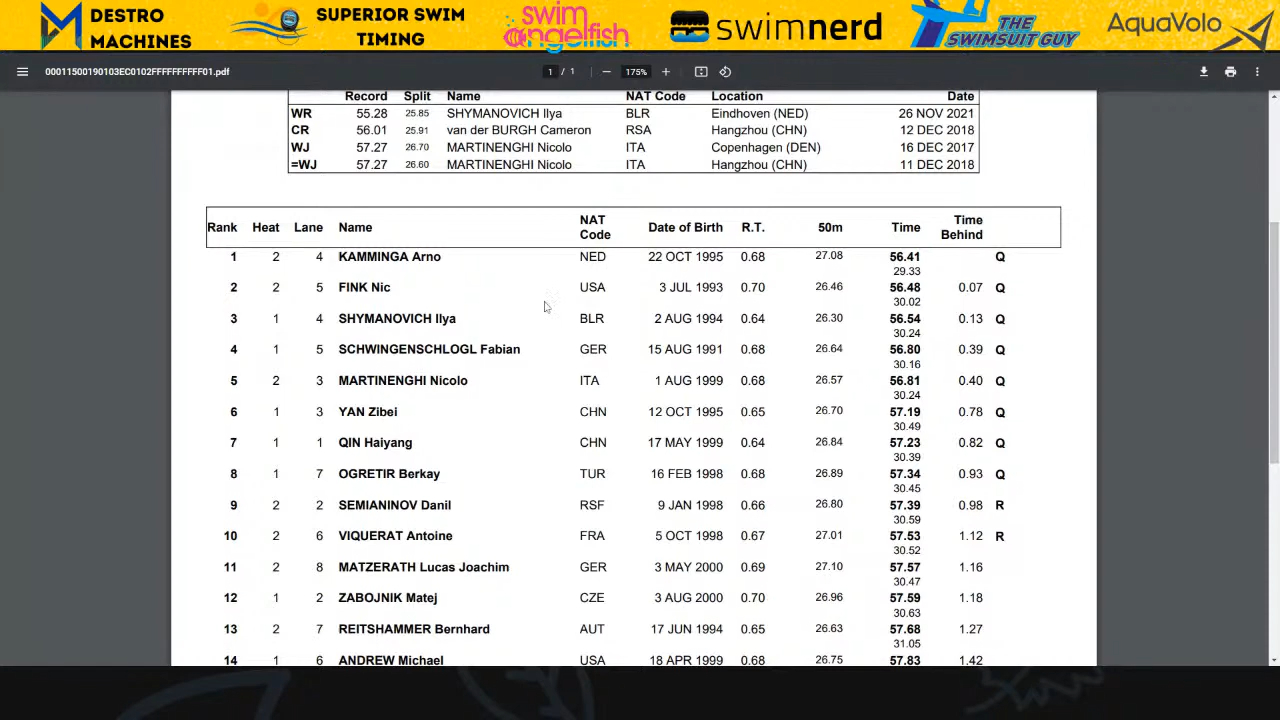 DESTRO MACHINES
SUPERIOR SWIM TIMING
swim angelfish
swimnerd
THE SWIMSUIT GUY
AquaVolo
00011500190103EC0102FFFFFFFFFF01.pdf 1 / 1 175%
Record Split Name NAT Code Location Date
WR 55.28 25.85 SHYMANOVICH Ilya BLR Eindhoven (NED) 26 NOV 2021
CR 56.01 25.91 van der BURGH Cameron RSA Hangzhou (CHN) 12 DEC 2018
WJ 57.27 26.70 MARTINENGHI Nicolo ITA Copenhagen (DEN) 16 DEC 2017
=WJ 57.27 26.60 MARTINENGHI Nicolo ITA Hangzhou (CHN) 11 DEC 2018
Rank Heat Lane Name NAT Code Date of Birth R.T. 50m Time Time Behind
1 2 4 KAMMINGA Arno NED 22 OCT 1995 0.68 27.08 56.41 Q
29.33
2 2 5 FINK Nic USA 3 JUL 1993 0.70 26.46 56.48 0.07 Q
30.02
3 1 4 SHYMANOVICH Ilya BLR 2 AUG 1994 0.64 26.30 56.54 0.13 Q
30.24
4 1 5 SCHWINGENSCHLOGL Fabian GER 15 AUG 1991 0.68 26.64 56.80 0.39 Q
30.16
5 2 3 MARTINENGHI Nicolo ITA 1 AUG 1999 0.68 26.57 56.81 0.40 Q
30.24
6 1 3 YAN Zibei CHN 12 OCT 1995 0.65 26.70 57.19 0.78 Q
30.49
7 1 1 QIN Haiyang CHN 17 MAY 1999 0.64 26.84 57.23 0.82 Q
30.39
8 1 7 OGRETIR Berkay TUR 16 FEB 1998 0.68 26.89 57.34 0.93 Q
30.45
9 2 2 SEMIANINOV Danil RSF 9 JAN 1998 0.66 26.80 57.39 0.98 R
30.59
10 2 6 VIQUERAT Antoine FRA 5 OCT 1998 0.67 27.01 57.53 1.12 R
30.52
11 2 8 MATZERATH Lucas Joachim GER 3 MAY 2000 0.69 27.10 57.57 1.16
30.47
12 1 2 ZABOJNIK Matej CZE 3 AUG 2000 0.70 26.96 57.59 1.18
30.63
13 2 7 REITSHAMMER Bernhard AUT 17 JUN 1994 0.65 26.63 57.68 1.27
31.05
14 1 6 ANDREW Michael USA 18 APR 1999 0.68 26.75 57.83 1.42